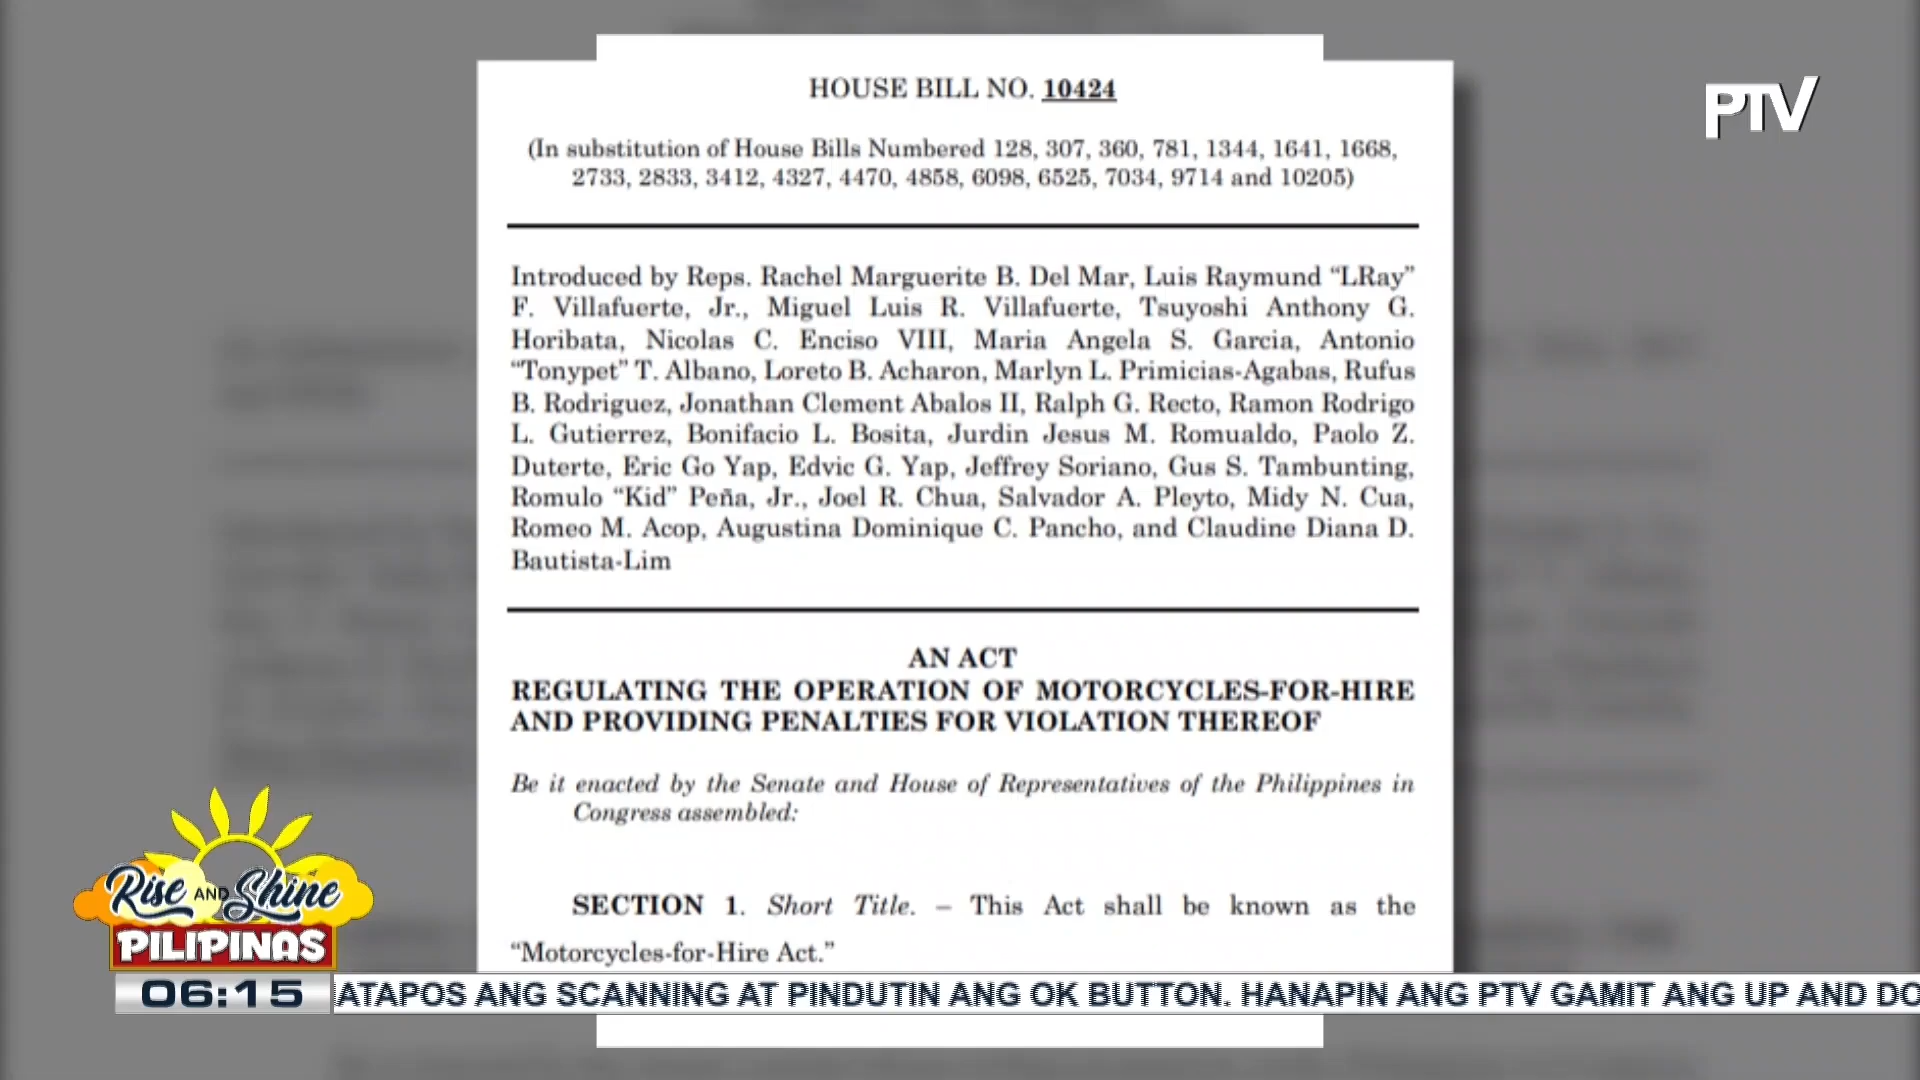 HOUSE BILL NO. 10424
PTV
(In substitution of House Bills Numbered 128, 307, 360, 781, 1344, 1641, 1668,
2733, 2833, 3412, 4327, 4470, 4858, 6098, 6525, 7034, 9714 and 10205)
Introduced by Reps. Rachel Marguerite B. Del Mar, Luis Raymund “LRay”
F. Villafuerte, Jr., Miguel Luis R. Villafuerte, Tsuyoshi Anthony G.
Horibata, Nicolas C. Enciso VIII, Maria Angela S. Garcia, Antonio
“Tonypet” T. Albano, Loreto B. Acharon, Marlyn L. Primicias-Agabas, Rufus
B. Rodriguez, Jonathan Clement Abalos II, Ralph G. Recto, Ramon Rodrigo
L. Gutierrez, Bonifacio L. Bosita, Jurdin Jesus M. Romualdo, Paolo Z.
Duterte, Eric Go Yap, Edvic G. Yap, Jeffrey Soriano, Gus S. Tambunting,
Romulo “Kid” Peña, Jr., Joel R. Chua, Salvador A. Pleyto, Midy N. Cua,
Romeo M. Acop, Augustina Dominique C. Pancho, and Claudine Diana D.
Bautista-Lim
AN ACT
REGULATING THE OPERATION OF MOTORCYCLES-FOR-HIRE
AND PROVIDING PENALTIES FOR VIOLATION THEREOF
Be it enacted by the Senate and House of Representatives of the Philippines in
Congress assembled:
SECTION 1. Short Title. – This Act shall be known as the
“Motorcycles-for-Hire Act.”
Rise AND Shine
PILIPINAS
06:15
ATAPOS ANG SCANNING AT PINDUTIN ANG OK BUTTON. HANAPIN ANG PTV GAMIT ANG UP AND DO